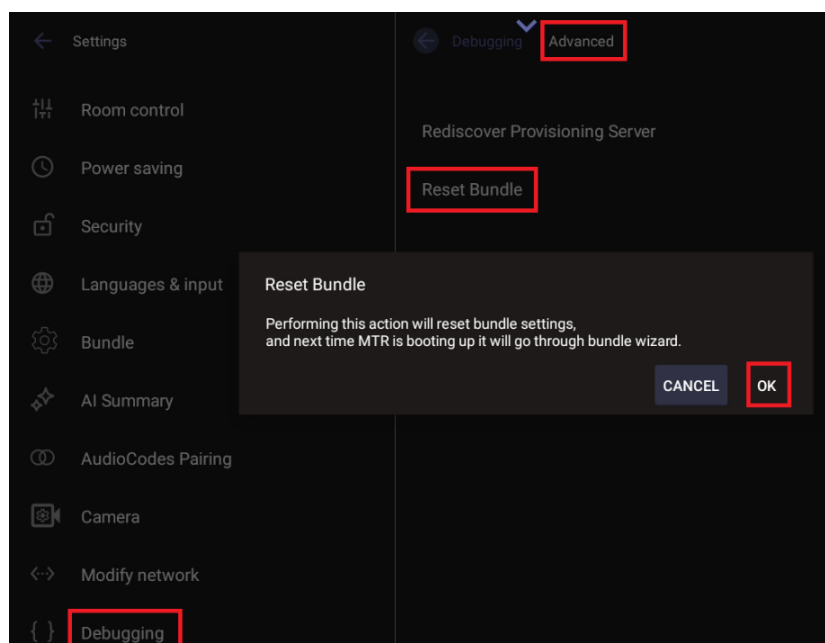 Settings
Room control
Power saving
Security
Languages & input
Bundle
AI Summary
AudioCodes Pairing
Camera
Modify network
{ } Debugging
Debugging Advanced
Rediscover Provisioning Server
Reset Bundle
Reset Bundle
Performing this action will reset bundle settings,
and next time MTR is booting up it will go through bundle wizard.
CANCEL OK